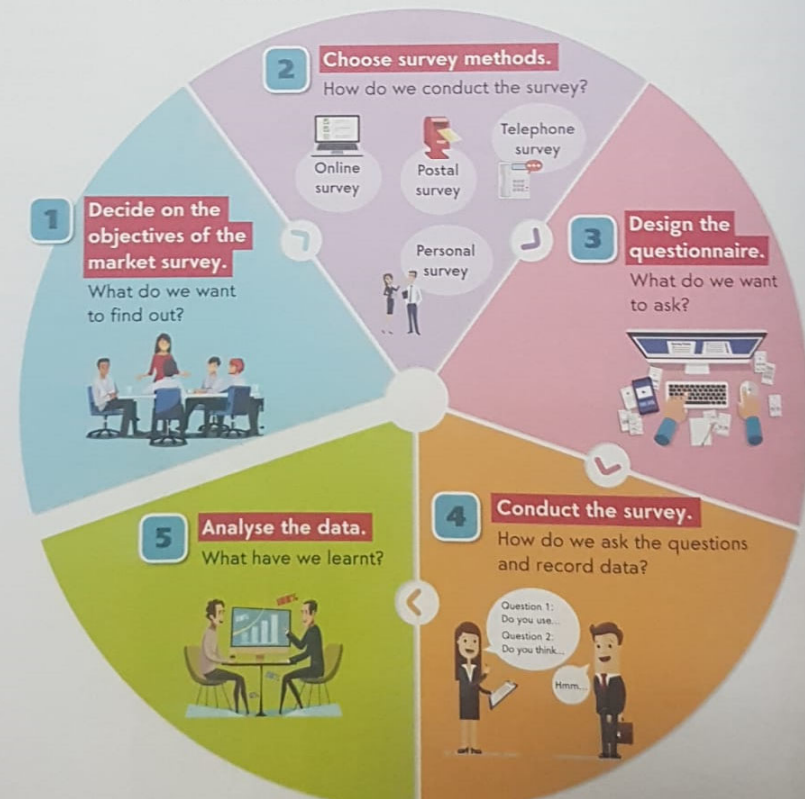 1
Decide on the
objectives of the
market survey.
What do we want
to find out?
2
Choose survey methods.
How do we conduct the survey?
Online
survey
Postal
survey
Telephone
survey
Personal
survey
3
Design the
questionnaire.
What do we want
to ask?
4
Conduct the survey.
How do we ask the questions
and record data?
Question 1:
Do you use...
Question 2:
Do you think...
Hmm...
5
Analyse the data.
What have we learnt?